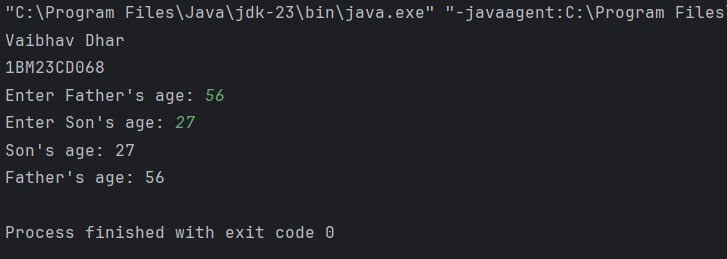 "C:\Program Files\Java\jdk-23\bin\java.exe" "-javaagent:C:\Program Files\
Vaibhav Dhar
1BM23CD068
Enter Father's age: 56
Enter Son's age: 27
Son's age: 27
Father's age: 56
Process finished with exit code 0